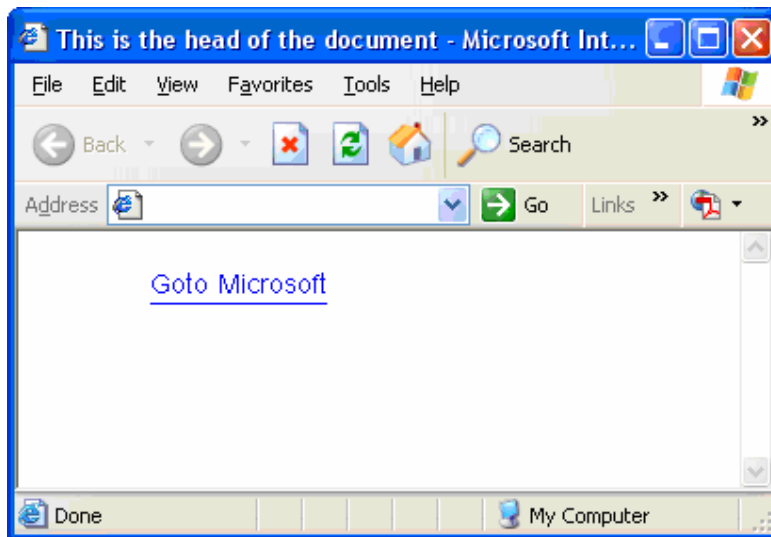 This is the head of the document - Microsoft Int...
File Edit View Favorites Tools Help
Back Search »
Address Go Links »
Goto Microsoft
Done My Computer